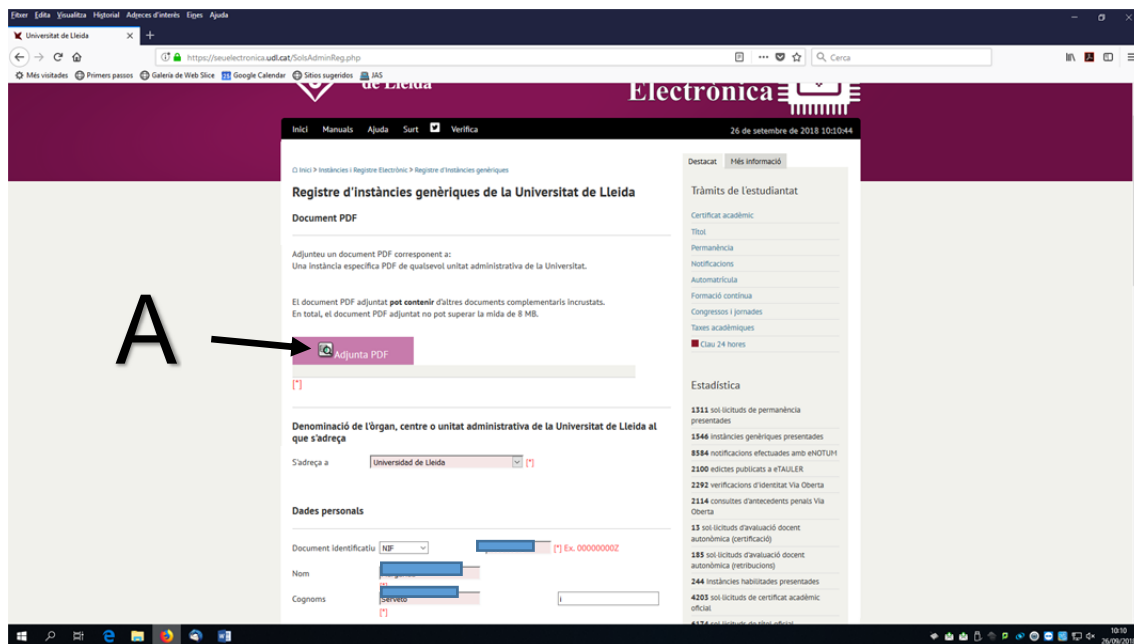 Fitxer Edita Visualitza Historial Adreces d'interès Eines Ajuda
Universitat de Lleida
https://seuelectronica.udl.cat/SolsAdminReg.php
Cerca
Més visitades Primers passos Galeria de Web Slice Google Calendar Sitios sugeridos JAS
de Lleida
Electrònica
Inici Manuals Ajuda Surt Verifica
26 de setembre de 2018 10:10:44
Inici > Instàncies i Registre Electrònic > Registre d'Instàncies genèriques
Registre d'instàncies genèriques de la Universitat de Lleida
Document PDF
Adjunteu un document PDF corresponent a:
Una instància específica PDF de qualsevol unitat administrativa de la Universitat.
El document PDF adjuntat pot contenir d'altres documents complementaris incrustats.
En total, el document PDF adjuntat no pot superar la mida de 8 MB.
A
Adjunta PDF
[*]
Denominació de l'òrgan, centre o unitat administrativa de la Universitat de Lleida al
que s'adreça
S'adreça a Universidad de Lleida [*]
Dades personals
Document identificatiu NIF [*] Ex. 00000000Z
Nom
[*]
Cognoms i
[*]
Destacat Més informació
Tràmits de l'estudiantat
Certificat acadèmic
Títol
Permanència
Notificacions
Automatrícula
Formació contínua
Congressos i jornades
Taxes acadèmiques
Clau 24 hores
Estadística
1311 sol·licituds de permanència
presentades
1546 instàncies genèriques presentades
8584 notificacions efectuades amb eNOTUM
2100 edictes publicats a eTAULER
2292 verificacions d'identitat Via Oberta
2114 consultes d'antecedents penals Via
Oberta
13 sol·licituds d'avaluació docent
autonòmica (certificació)
185 sol·licituds d'avaluació docent
autonòmica (retribucions)
244 Instàncies habilitades presentades
4203 sol·licituds de certificat acadèmic
oficial
10:10